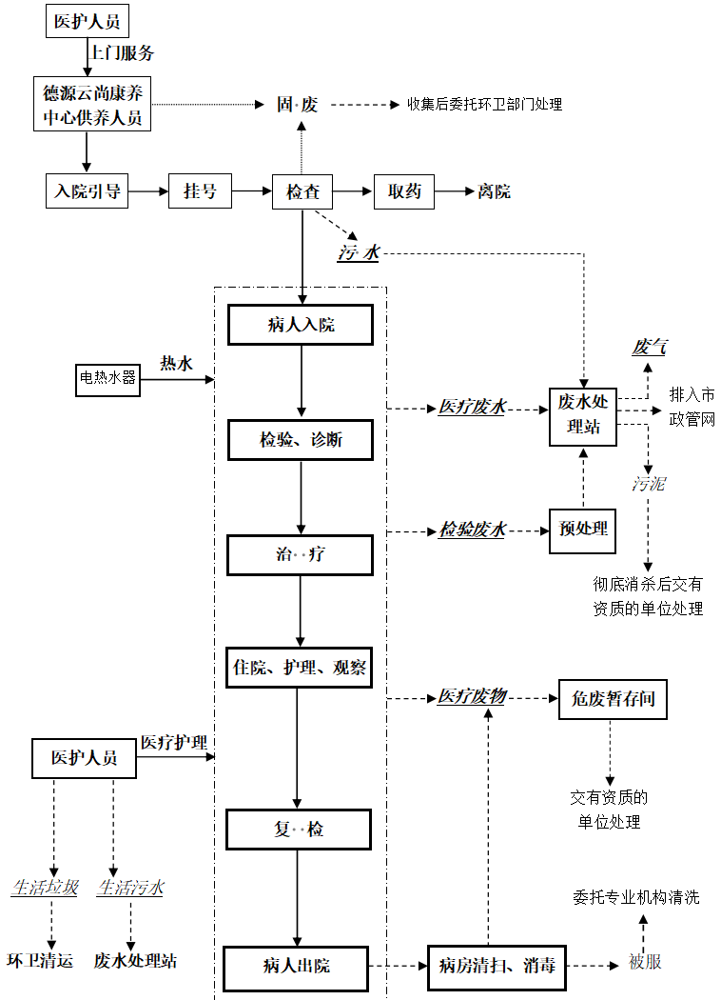 医护人员
上门服务
德源云尚康养
中心供养人员
固·废
收集后委托环卫部门处理
入院引导
挂号
检查
取药
离院
污·水
病人入院
废气
电热水器
热水
医疗废水
废水处
理站
排入市
政管网
检验、诊断
污泥
检验废水
预处理
治··疗
彻底消杀后交有
资质的单位处理
住院、护理、观察
医疗废物
危废暂存间
医护人员
医疗护理
交有资质的
单位处理
复··检
生活垃圾
生活污水
委托专业机构清洗
环卫清运
废水处理站
病人出院
病房清扫、消毒
被服